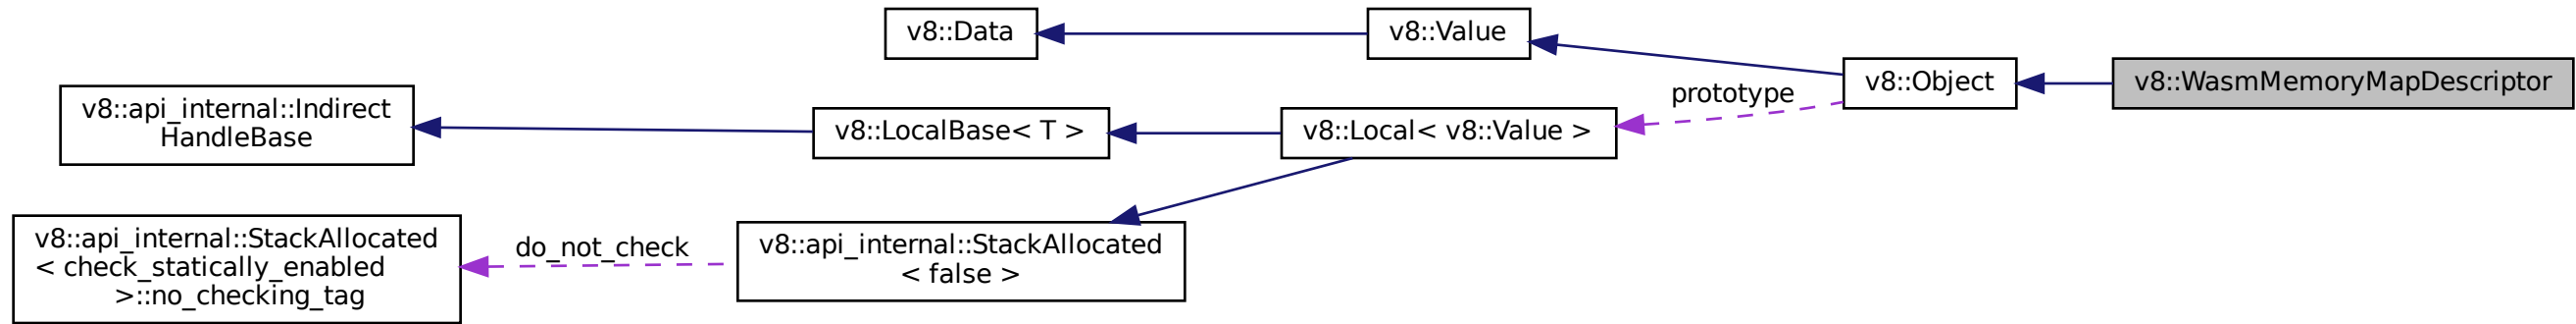 v8::Data
v8::Value
v8::Object
v8::WasmMemoryMapDescriptor
prototype
v8::api_internal::Indirect
HandleBase
v8::LocalBase< T >
v8::Local< v8::Value >
v8::api_internal::StackAllocated
< check_statically_enabled
>::no_checking_tag
do_not_check
v8::api_internal::StackAllocated
< false >